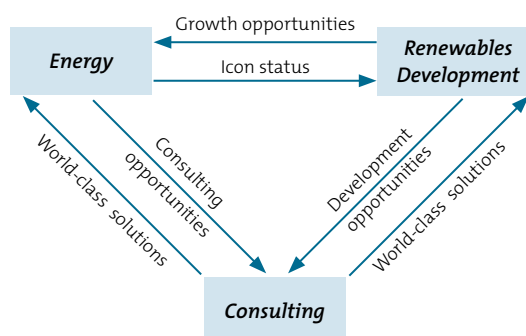 Growth opportunities
Energy
Icon status
Renewables
Development
World-class solutions
Consulting
opportunities
Development
opportunities
World-class solutions
Consulting